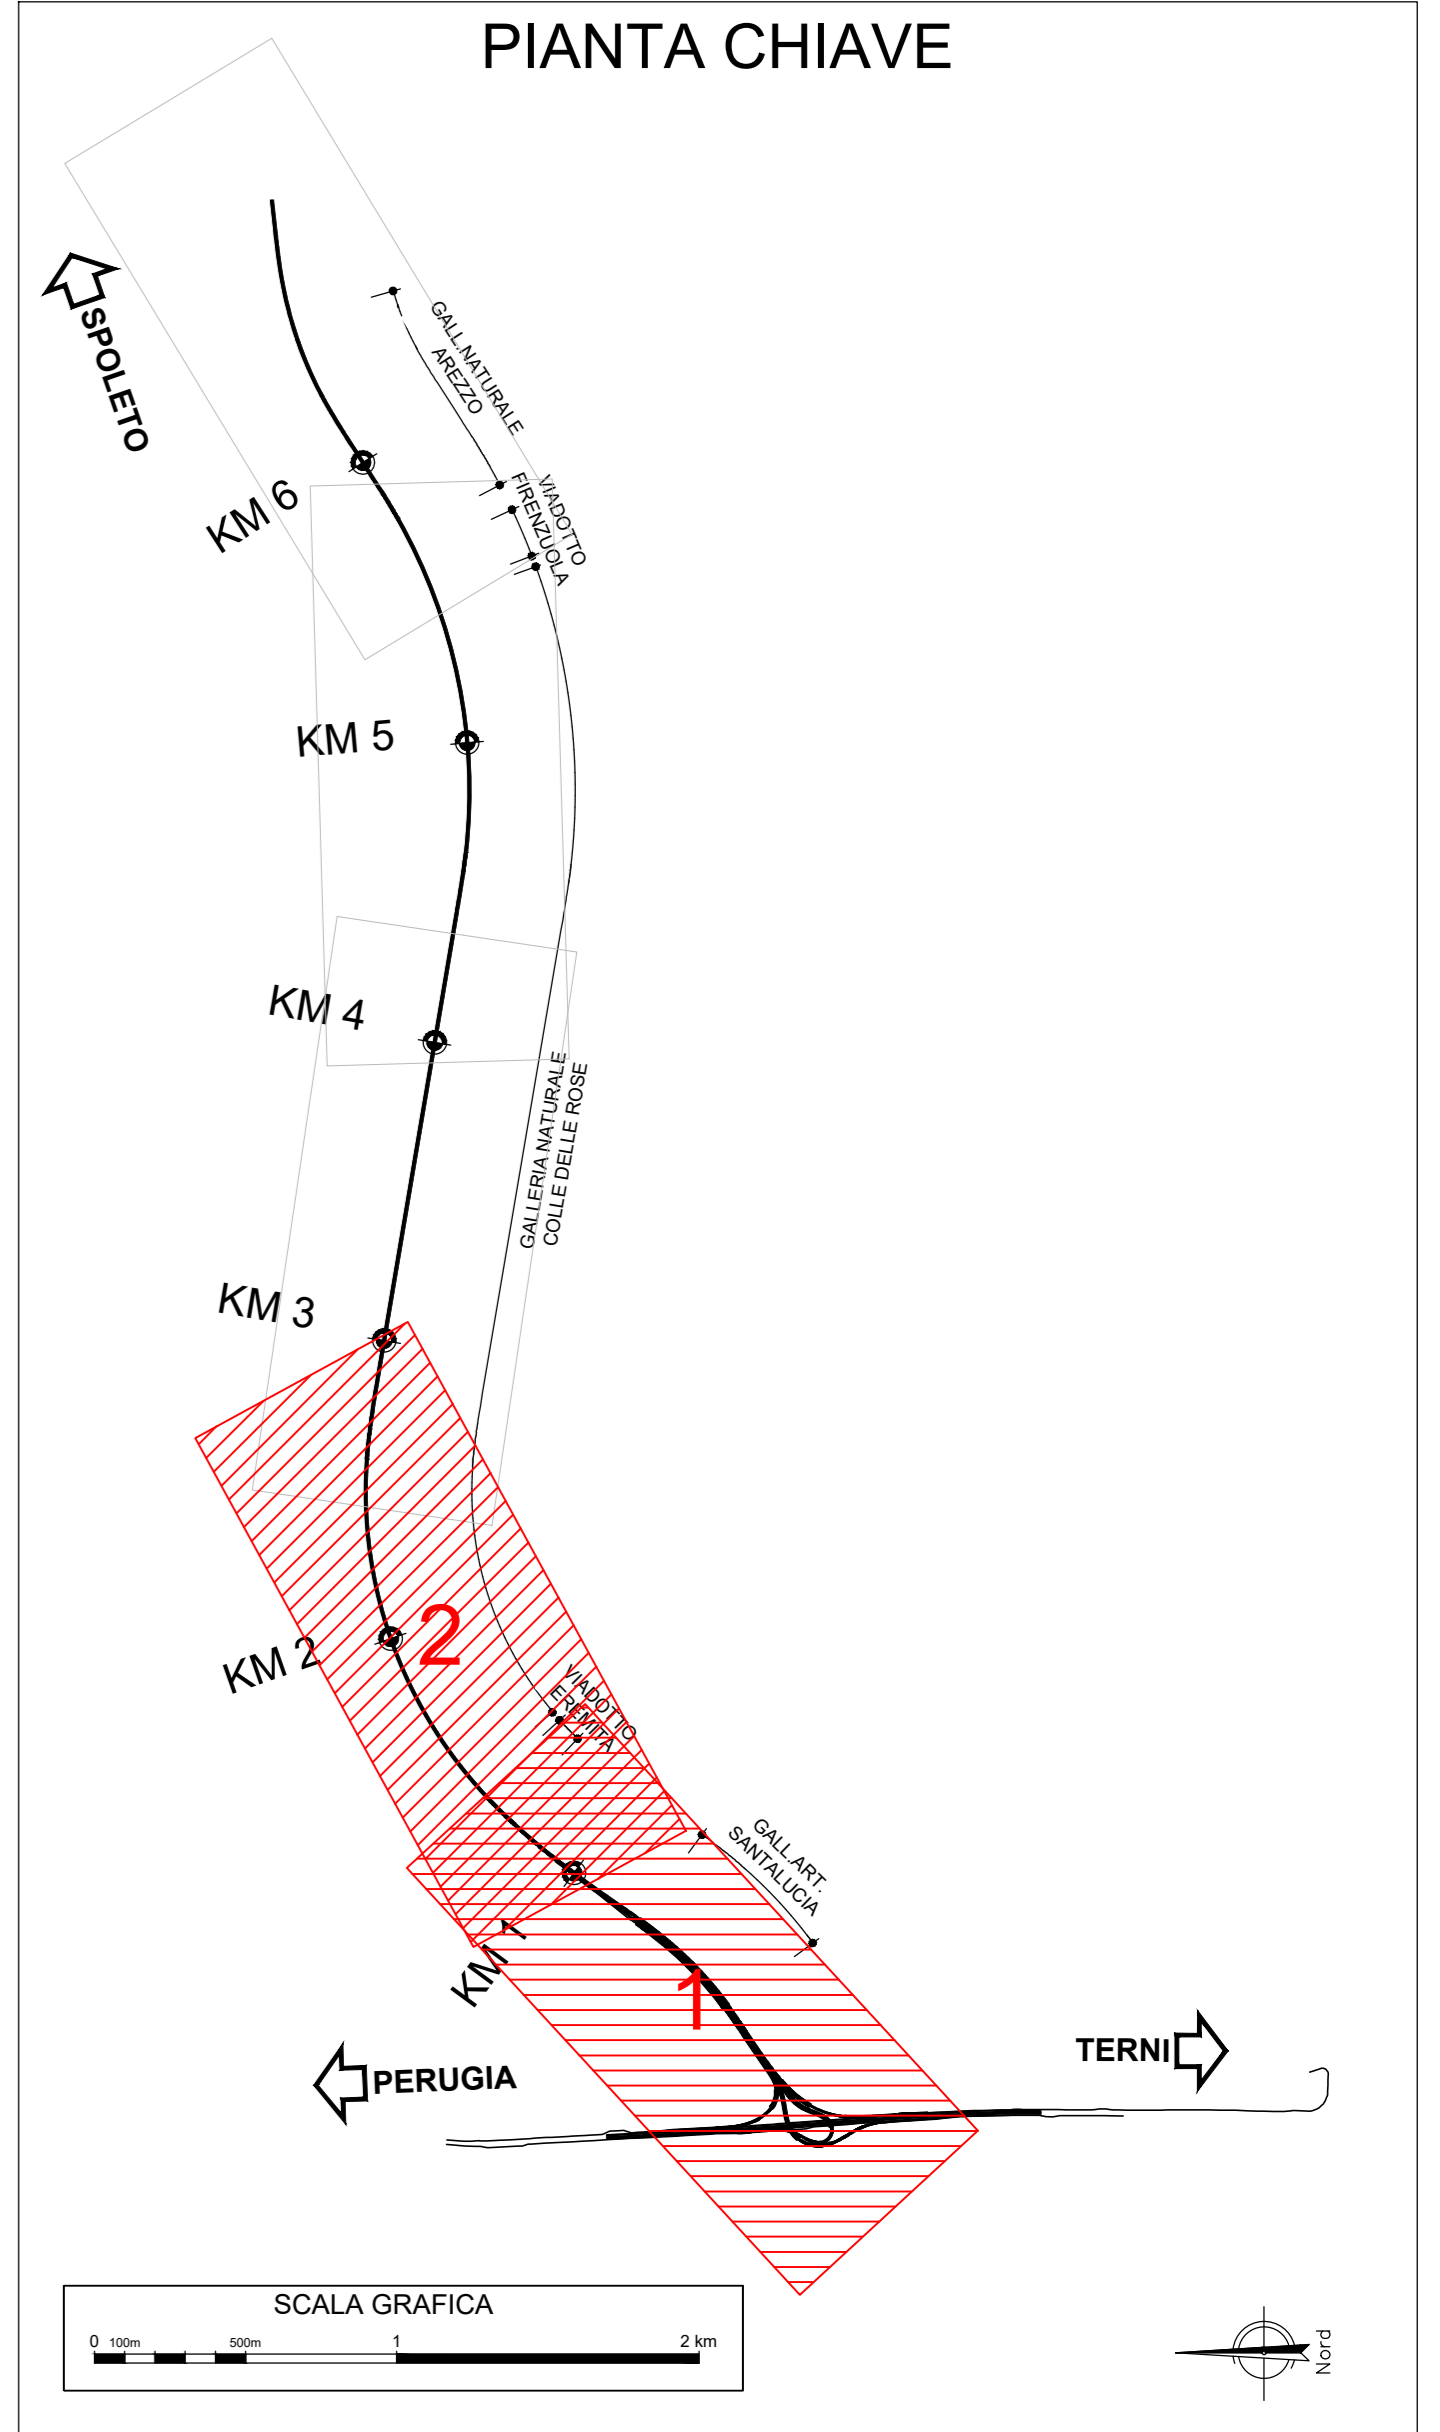 PIANTA CHIAVE
SPOLETO
GALL.NATURALE
AREZZO
KM 6
VIADOTTO
FIRENZUOLA
KM 5
KM 4
GALLERIA NATURALE
COLLE DELLE ROSE
KM 3
2
KM 2
VIADOTTO
EREMITA
GALL.ART.
SANTALUCIA
KM 1
1
PERUGIA
TERNI
SCALA GRAFICA
0 100m 500m 1 2 km
Nord